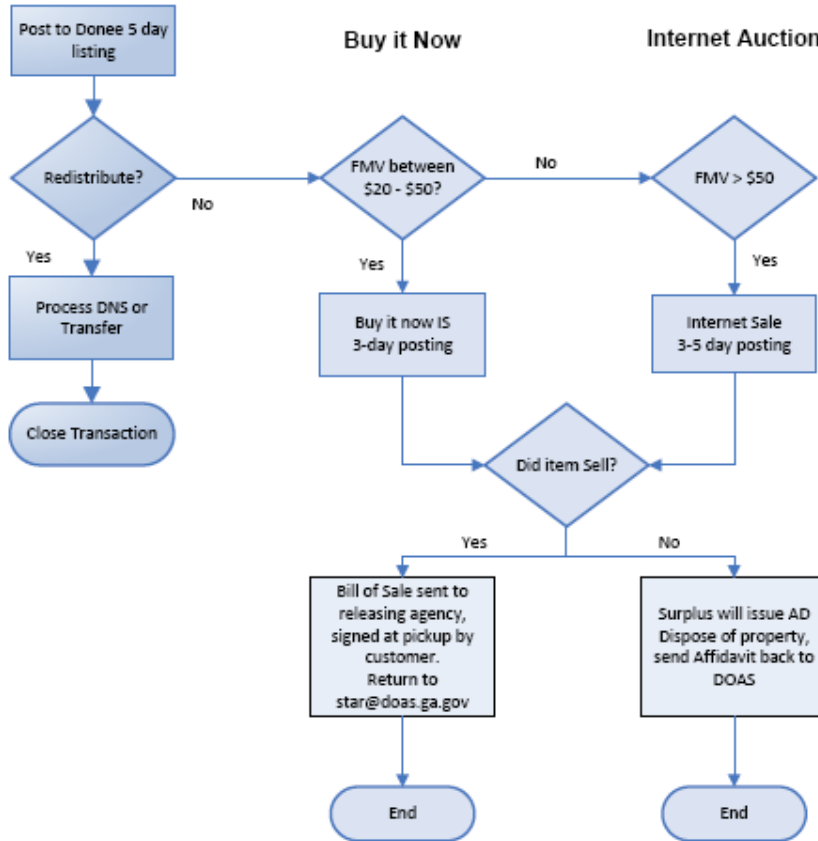 Post to Donee 5 day
listing
Buy it Now
Internet Auction
Redistribute?
No
FMV between
$20 - $50?
No
FMV > $50
Yes
Process DNS or
Transfer
Close Transaction
Yes
Buy it now IS
3-day posting
Yes
Internet Sale
3-5 day posting
Did item Sell?
Yes
No
Bill of Sale sent to
releasing agency,
signed at pickup by
customer.
Return to
star@doas.ga.gov
Surplus will issue AD
Dispose of property,
send Affidavit back to
DOAS
End
End